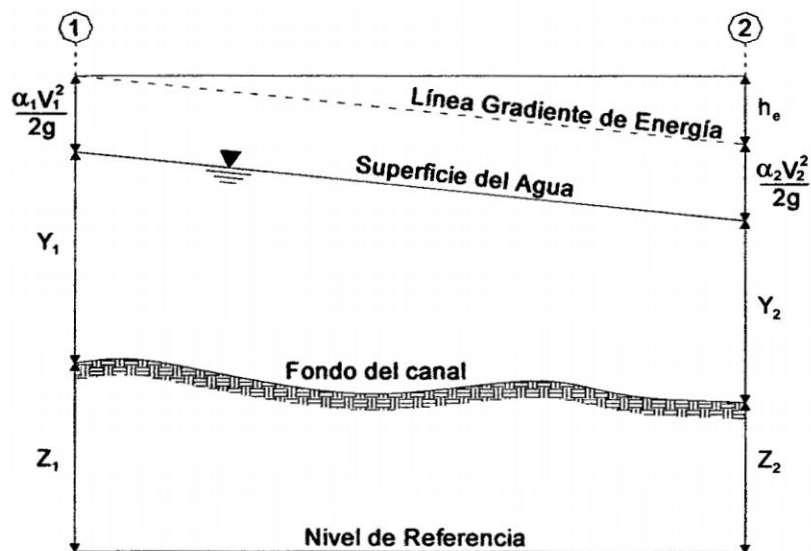 1
2
α₁V₁²
2g
Línea Gradiente de Energía
hₑ
Superficie del Agua
α₂V₂²
2g
Y₁
Y₂
Fondo del canal
Z₁
Z₂
Nivel de Referencia